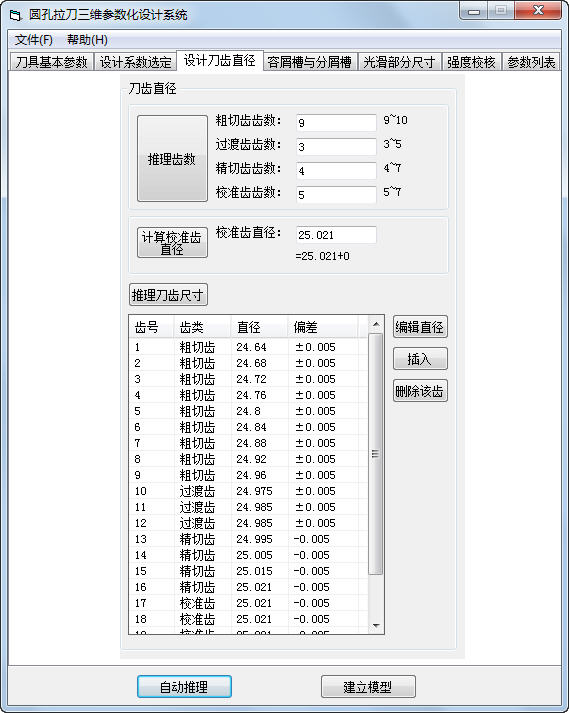 圆孔拉刀三维参数化设计系统
文件(F) 帮助(H)
刀具基本参数 设计系数选定 设计刀齿直径 容屑槽与分屑槽 光滑部分尺寸 强度校核 参数列表
刀齿直径
推理齿数
粗切齿齿数： 9 9~10
过渡齿齿数： 3 3~5
精切齿齿数： 4 4~7
校准齿齿数： 5 5~7
计算校准齿
直径
校准齿直径： 25.021
=25.021+0
推理刀齿尺寸
齿号 齿类 直径 偏差
1 粗切齿 24.64 ±0.005
2 粗切齿 24.68 ±0.005
3 粗切齿 24.72 ±0.005
4 粗切齿 24.76 ±0.005
5 粗切齿 24.8 ±0.005
6 粗切齿 24.84 ±0.005
7 粗切齿 24.88 ±0.005
8 粗切齿 24.92 ±0.005
9 粗切齿 24.96 ±0.005
10 过渡齿 24.975 ±0.005
11 过渡齿 24.985 ±0.005
12 过渡齿 24.985 ±0.005
13 精切齿 24.995 -0.005
14 精切齿 25.005 -0.005
15 精切齿 25.015 -0.005
16 精切齿 25.021 -0.005
17 校准齿 25.021 -0.005
18 校准齿 25.021 -0.005
编辑直径
插入
删除该齿
自动推理 建立模型